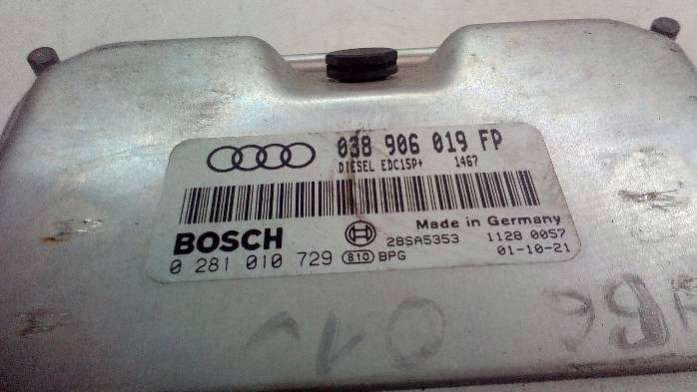 038 906 019 FP
DIESEL EDC15P+ 1467
BOSCH
Made in Germany
28SA5353 1128 0057
0 281 010 729 810 BPG 01-10-21